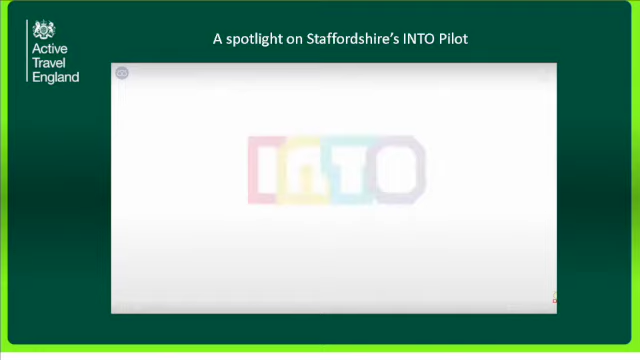 A spotlight on Staffordshire's INTO Pilot
Active
Travel
England
INTO